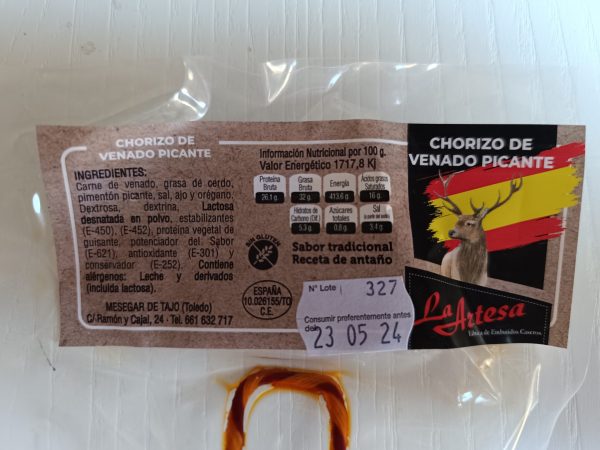 CHORIZO DE
VENADO PICANTE
INGREDIENTES:
Carne de venado, grasa de cerdo,
pimentón picante, sal, ajo y orégano.
Dextrosa, dextrina, Lactosa
desnatada en polvo, estabilizantes
(E-450), (E-452), proteína vegetal de
guisante, potenciador del Sabor
(E-621), antioxidante (E-301) y
conservador (E-252). Contiene
alérgenos: Leche y derivados
(incluida lactosa).
MESEGAR DE TAJO (Toledo)
C/ Ramón y Cajal, 24 - Tel. 661 632 717
Información Nutricional por 100 g.
Valor Energético 1717,8 Kj
Proteína Bruta 26,1 g.
Grasa Bruta 32 g.
Energía 413,6 g.
Ácidos grasos Saturados 16 g.
Hidratos de Carbono (Dif.) 5,3 g.
Azúcares totales 0,8 g.
Sal 3,4 g.
SIN GLUTEN
Sabor tradicional
Receta de antaño
ESPAÑA
10.026155/TO
C.E.
N° Lote 327
Consumir preferentemente antes
del
23 05 24
CHORIZO DE
VENADO PICANTE
La Artesa
Embutidos Caseros